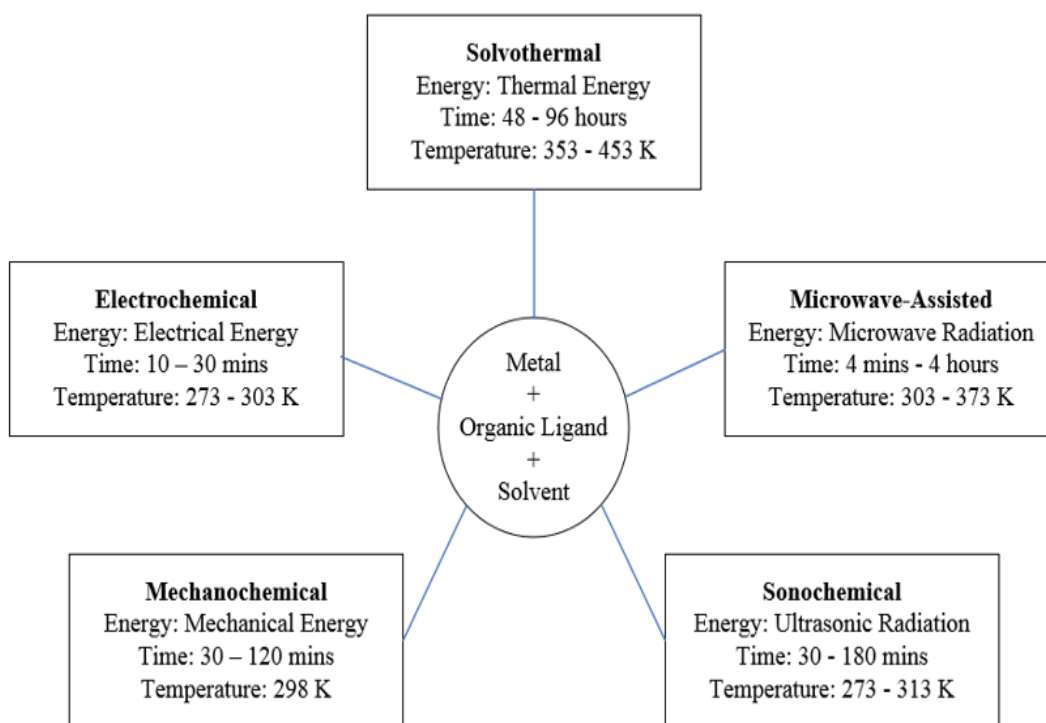 Solvothermal
Energy: Thermal Energy
Time: 48 - 96 hours
Temperature: 353 - 453 K
Electrochemical
Energy: Electrical Energy
Time: 10 – 30 mins
Temperature: 273 - 303 K
Microwave-Assisted
Energy: Microwave Radiation
Time: 4 mins - 4 hours
Temperature: 303 - 373 K
Metal
+
Organic Ligand
+
Solvent
Mechanochemical
Energy: Mechanical Energy
Time: 30 – 120 mins
Temperature: 298 K
Sonochemical
Energy: Ultrasonic Radiation
Time: 30 - 180 mins
Temperature: 273 - 313 K